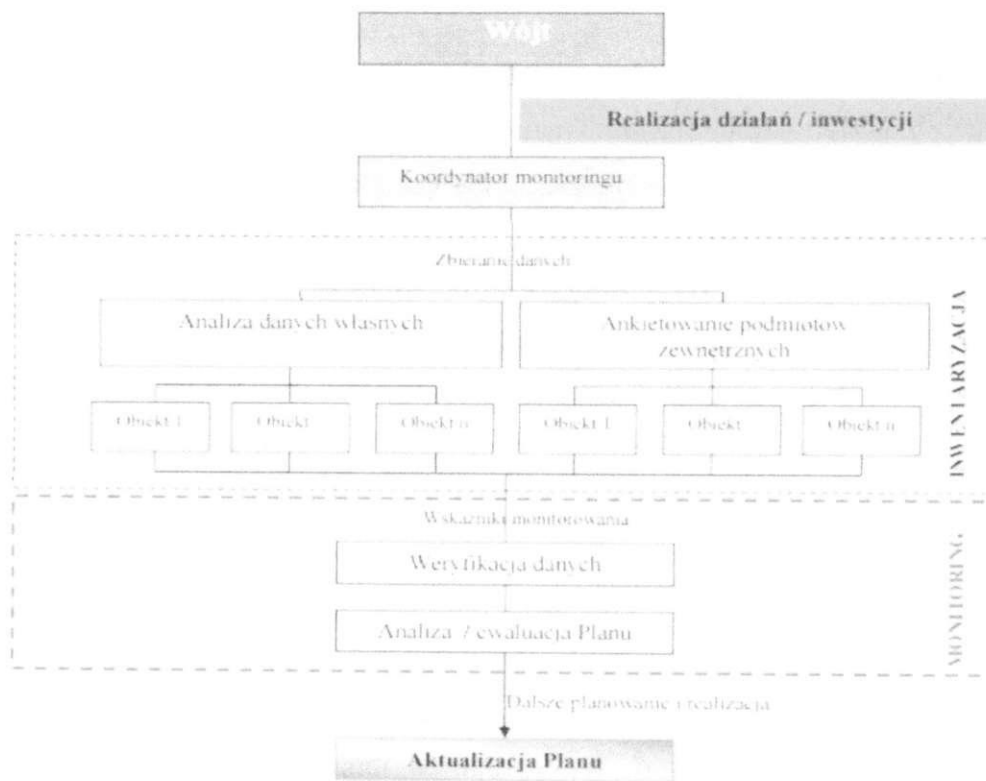 Wójt
Realizacja działań / inwestycji
Koordynator monitoringu
Zbieranie danych
Analiza danych własnych
Ankietowanie podmiotów
zewnętrznych
Obiekt 1
Obiekt
Obiekt n
Obiekt 1
Obiekt
Obiekt n
INWENTARYZACJA
Wskaźniki monitorowania
Weryfikacja danych
Analiza / ewaluacja Planu
MONITORING
Dalsze planowanie i realizacja
Aktualizacja Planu